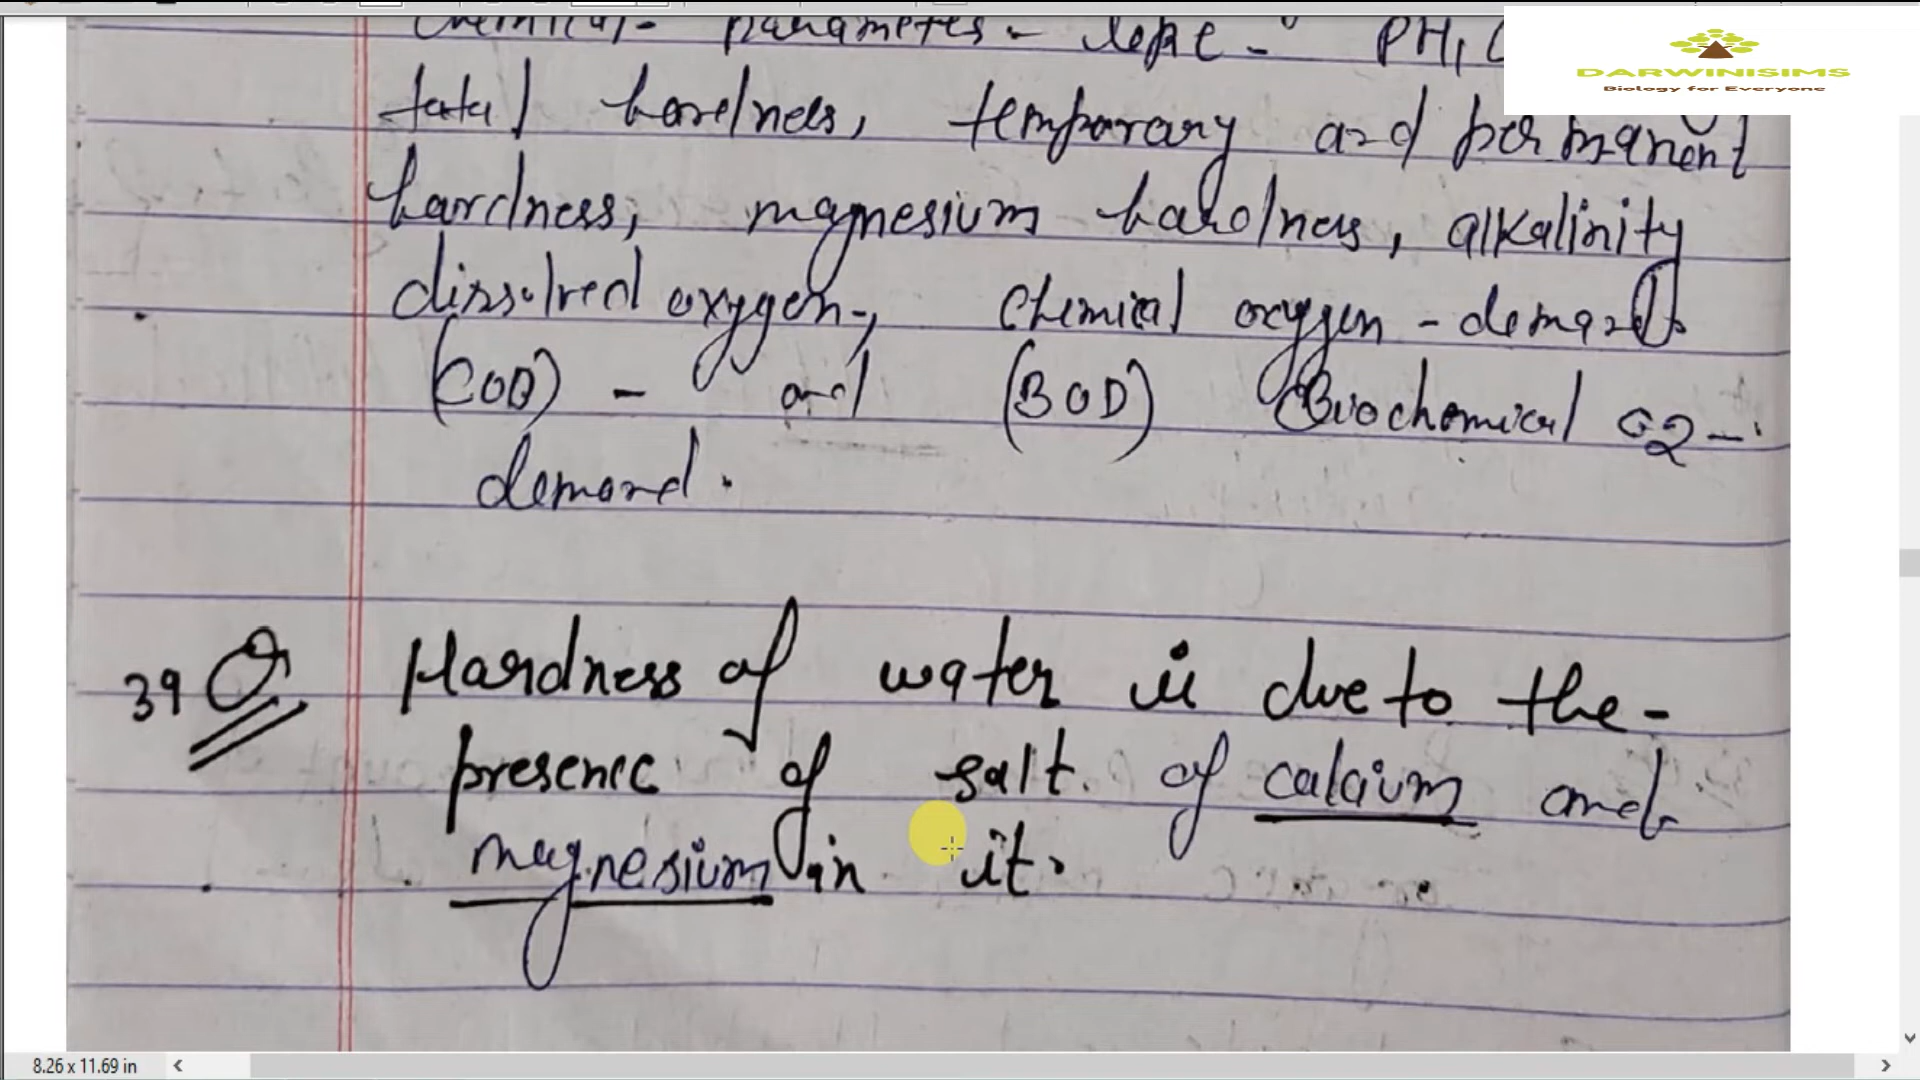 Chemical - parameters - like - PH,
DARWINISIMS
Biology for Everyone
total hardness, temporary and permanent
hardness, magnesium hardness, alkalinity
dissolved oxygen, Chemical oxygen - demand
(COD) - and (BOD) Biochemical O2 -
demand.
39 Q Hardness of water is due to the -
presence of salt of calcium and
magnesium in it.
8.26 x 11.69 in